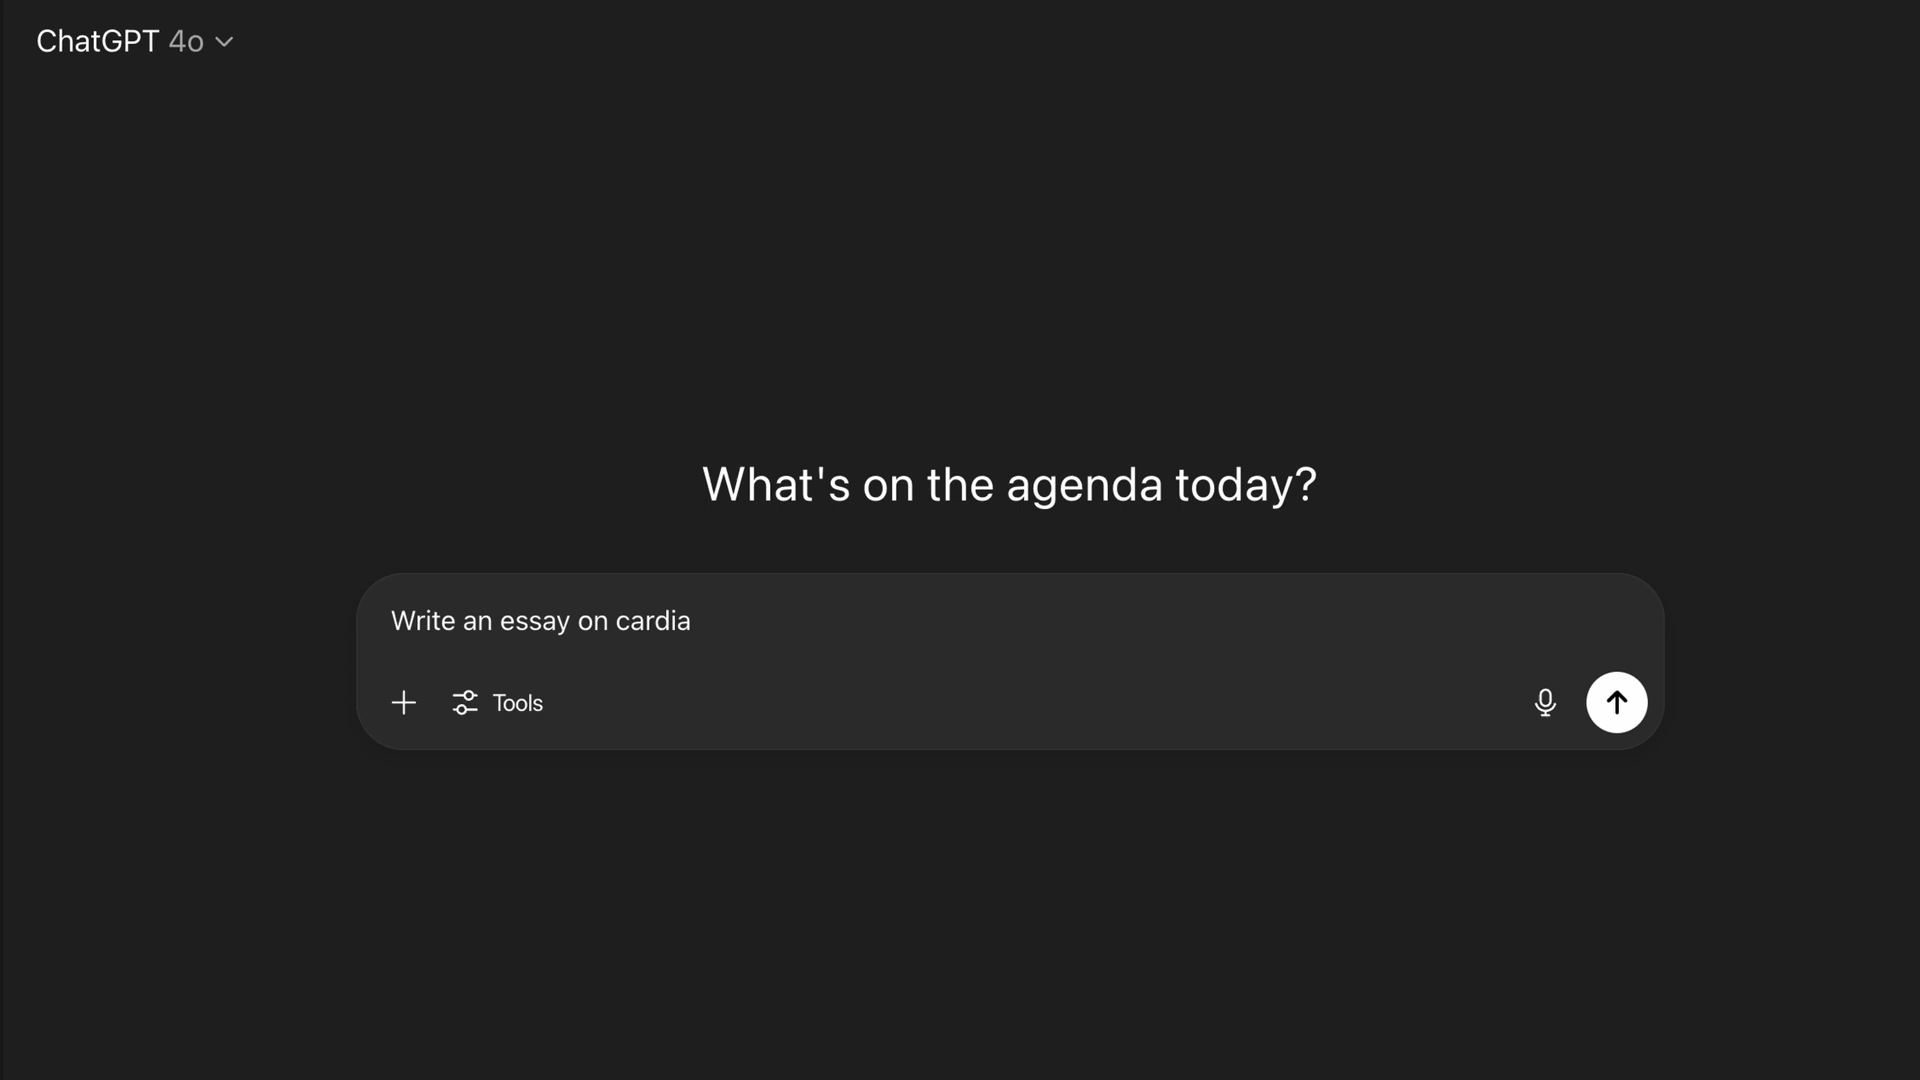 ChatGPT 4o
What's on the agenda today?
Write an essay on cardia
Tools